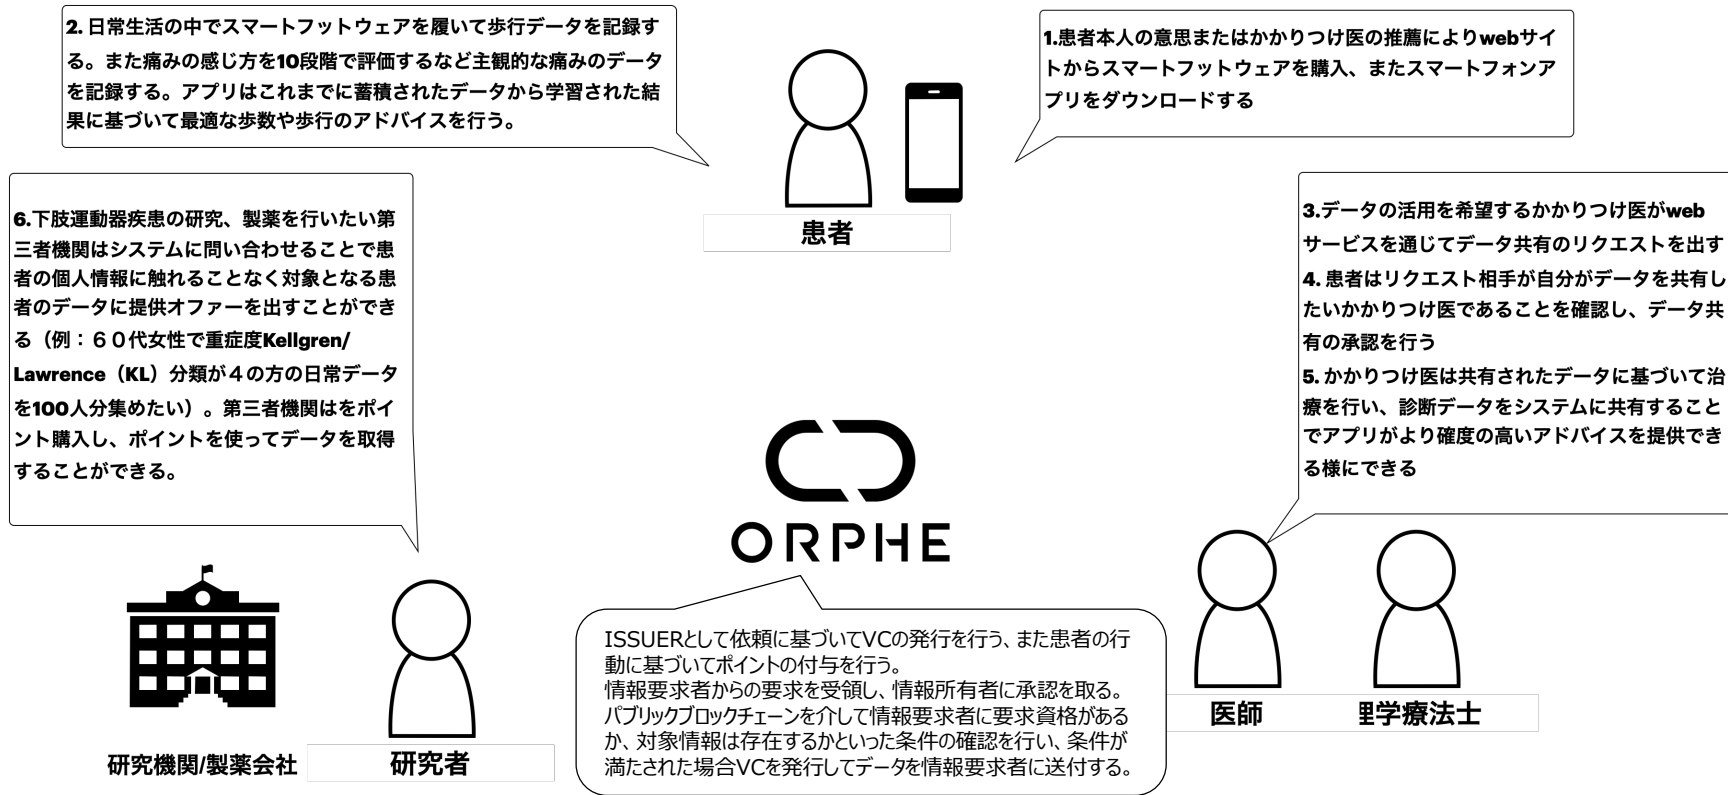 2. 日常生活の中でスマートフットウェアを履いて歩行データを記録す
る。また痛みの感じ方を10段階で評価するなど主観的な痛みのデータ
を記録する。アプリはこれまでに蓄積されたデータから学習された結
果に基づいて最適な歩数や歩行のアドバイスを行う。
1.患者本人の意思またはかかりつけ医の推薦によりwebサイ
トからスマートフットウェアを購入、またスマートフォンア
プリをダウンロードする
患者
6.下肢運動器疾患の研究、製薬を行いたい第
三者機関はシステムに問い合わせることで患
者の個人情報に触れることなく対象となる患
者のデータに提供オファーを出すことができ
る（例：６０代女性で重症度Kellgren/
Lawrence（KL）分類が４の方の日常データ
を100人分集めたい）。第三者機関はをポイ
ント購入し、ポイントを使ってデータを取得
することができる。
3.データの活用を希望するかかりつけ医がweb
サービスを通じてデータ共有のリクエストを出す
4. 患者はリクエスト相手が自分がデータを共有し
たいかかりつけ医であることを確認し、データ共
有の承認を行う
5. かかりつけ医は共有されたデータに基づいて治
療を行い、診断データをシステムに共有すること
でアプリがより確度の高いアドバイスを提供でき
る様にできる
ORPHE
ISSUERとして依頼に基づいてVCの発行を行う、また患者の行
動に基づいてポイントの付与を行う。
情報要求者からの要求を受領し、情報所有者に承認を取る。
パブリックブロックチェーンを介して情報要求者に要求資格がある
か、対象情報は存在するかといった条件の確認を行い、条件が
満たされた場合VCを発行してデータを情報要求者に送付する。
研究機関/製薬会社
研究者
医師
理学療法士